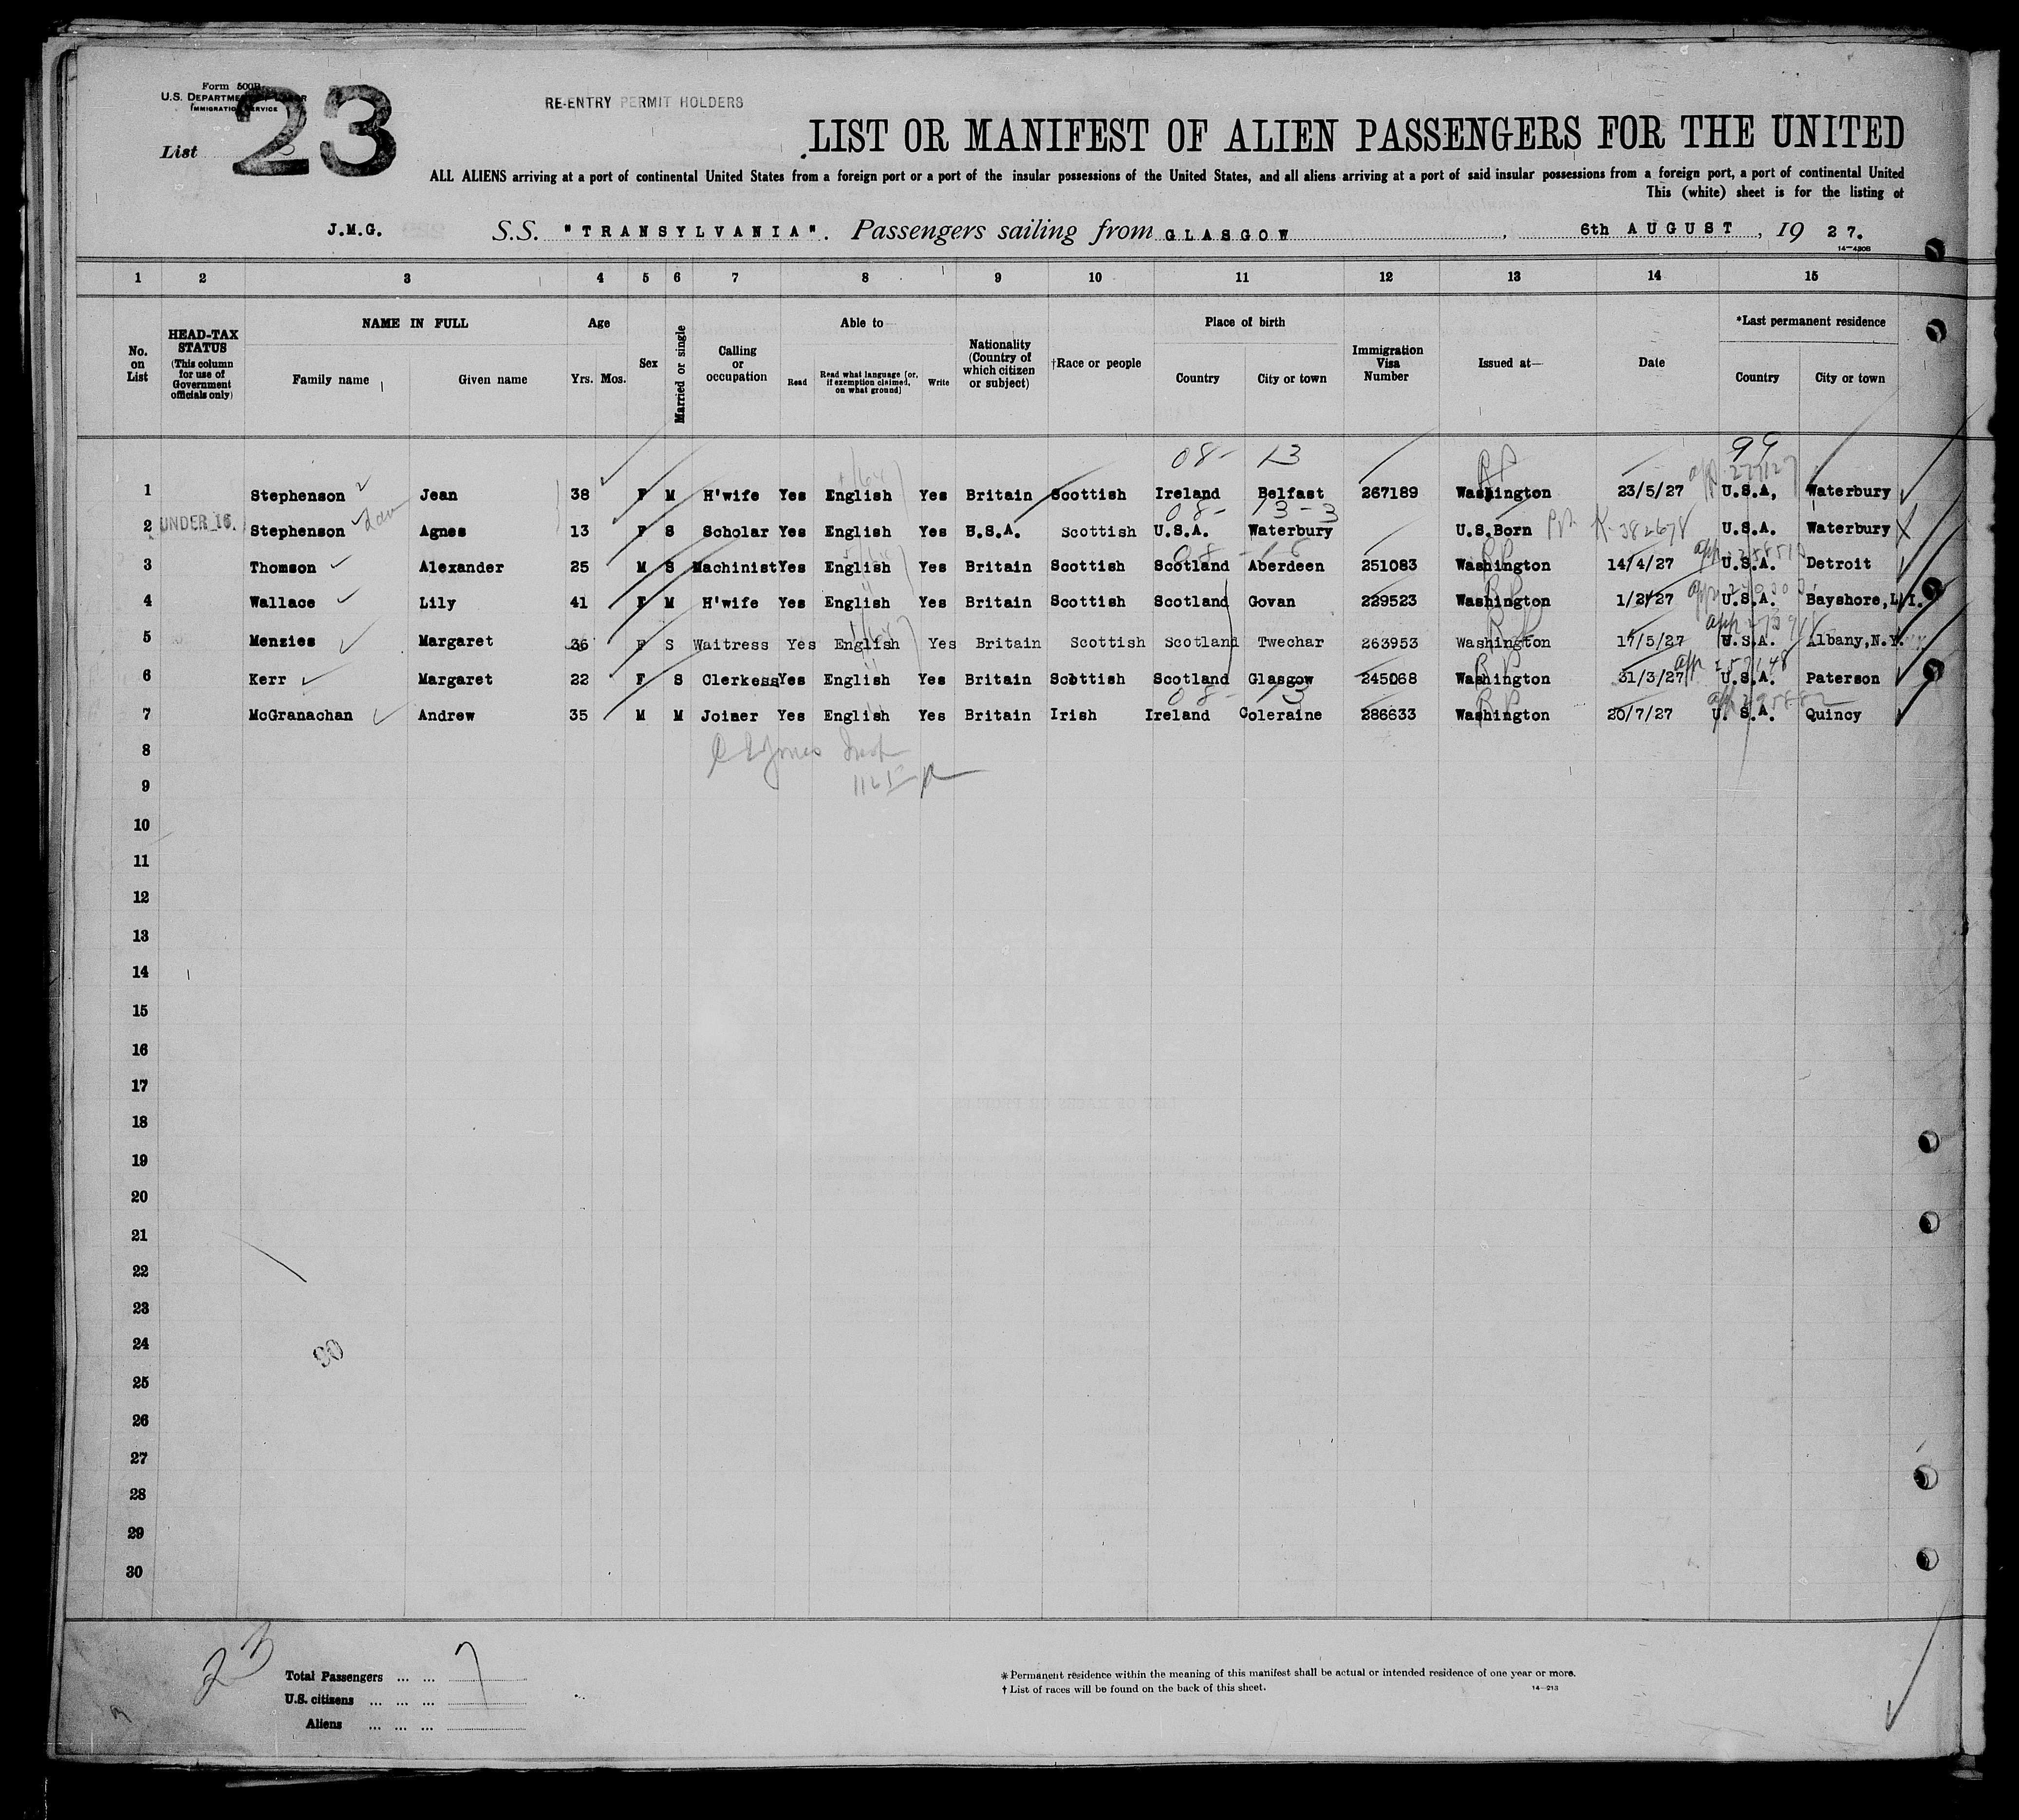 Form 500B
U.S. DEPARTMENT OF LABOR
IMMIGRATION SERVICE
List 23
RE-ENTRY PERMIT HOLDERS
LIST OR MANIFEST OF ALIEN PASSENGERS FOR THE UNITED
ALL ALIENS arriving at a port of continental United States from a foreign port or a port of the insular possessions of the United States, and all aliens arriving at a port of said insular possessions from a foreign port, a port of continental United
This (white) sheet is for the listing of
J.M.G. S.S. "TRANSYLVANIA". Passengers sailing from GLASGOW, 6th AUGUST, 19 27.
14—430B
1 2 3 4 5 6 7 8 9 10 11 12 13 14 15
No. on List
HEAD-TAX STATUS
(This column for use of Government officials only)
NAME IN FULL
Family name Given name
Age
Yrs. Mos.
Sex
Married or single
Calling or occupation
Able to
Read Read what language [or, if exemption claimed, on what ground] Write
Nationality (Country of which citizen or subject)
†Race or people
Place of birth
Country City or town
Immigration Visa Number
Issued at—
Date
*Last permanent residence
Country City or town
08- 13 99
1 Stephenson Jean 38 F M H'wife Yes English Yes Britain Scottish Ireland Belfast 267189 Washington 23/5/27 U.S.A, Waterbury
08- 13-3
2 UNDER 16. Stephenson Agnes 13 F S Scholar Yes English Yes U.S.A. Scottish U.S.A. Waterbury U.S.Born K-382678 U.S.A. Waterbury
3 Thomson Alexander 25 M S Machinist Yes English Yes Britain Scottish Scotland Aberdeen 251083 Washington 14/4/27 U.S.A. Detroit
4 Wallace Lily 41 F M H'wife Yes English Yes Britain Scottish Scotland Govan 229523 Washington 1/2/27 U.S.A. Bayshore,L.I.
5 Menzies Margaret 36 F S Waitress Yes English Yes Britain Scottish Scotland Twechar 263953 Washington 17/5/27 U.S.A. Albany,N.Y.
6 Kerr Margaret 22 F S Clerkess Yes English Yes Britain Scottish Scotland Glasgow 245068 Washington 31/3/27 U.S.A. Paterson
08- 13
7 McGranachan Andrew 35 M M Joiner Yes English Yes Britain Irish Ireland Coleraine 286633 Washington 20/7/27 U. S.A. Quincy
8
9
10
11
12
13
14
15
16
17
18
19
20
21
22
23
24
25
26
27
28
29
30
23
Total Passengers ... ... 7
U.S. citizens ... ... ...
Aliens ... ... ...
* Permanent residence within the meaning of this manifest shall be actual or intended residence of one year or more.
† List of races will be found on the back of this sheet. 14—213